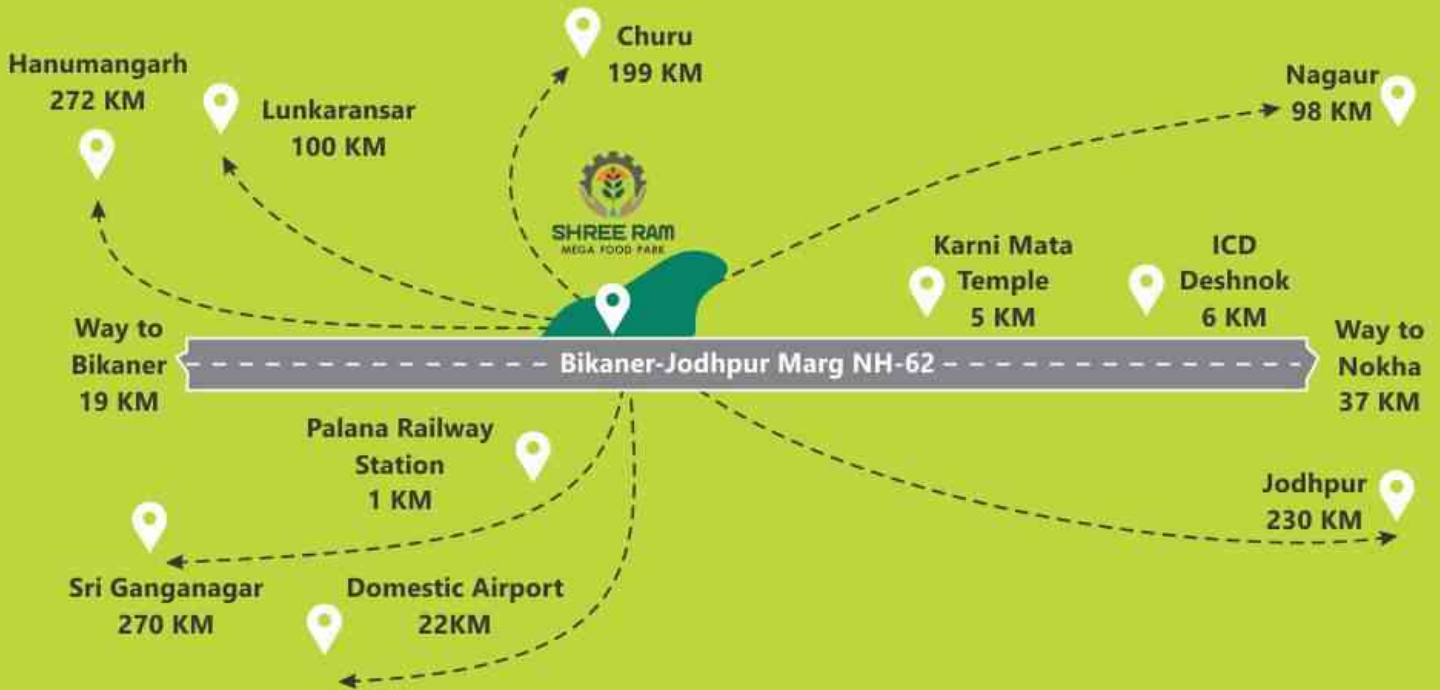 Churu
199 KM
Hanumangarh
272 KM
Lunkaransar
100 KM
Nagaur
98 KM
SHREE RAM
MEGA FOOD PARK
Karni Mata
Temple
5 KM
ICD
Deshnok
6 KM
Way to
Bikaner
19 KM
Bikaner-Jodhpur Marg NH-62
Way to
Nokha
37 KM
Palana Railway
Station
1 KM
Jodhpur
230 KM
Sri Ganganagar
270 KM
Domestic Airport
22KM